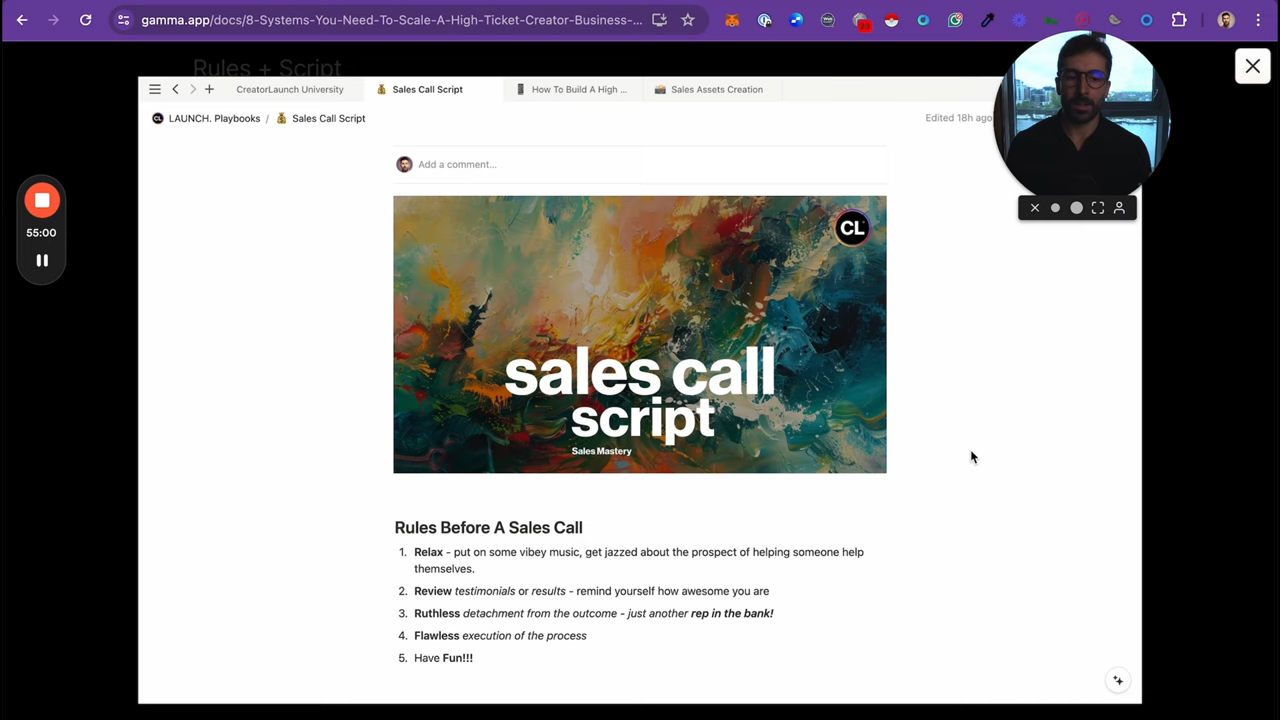 gamma.app/docs/8-Systems-You-Need-To-Scale-A-High-Ticket-Creator-Business-...
Rules + Script
CreatorLaunch University
Sales Call Script
How To Build A High ...
Sales Assets Creation
LAUNCH. Playbooks / Sales Call Script
Edited 18h ago
Add a comment...
CL
sales call
script
Sales Mastery
55:00
Rules Before A Sales Call
1. Relax - put on some vibey music, get jazzed about the prospect of helping someone help
themselves.
2. Review testimonials or results - remind yourself how awesome you are
3. Ruthless detachment from the outcome - just another rep in the bank!
4. Flawless execution of the process
5. Have Fun!!!